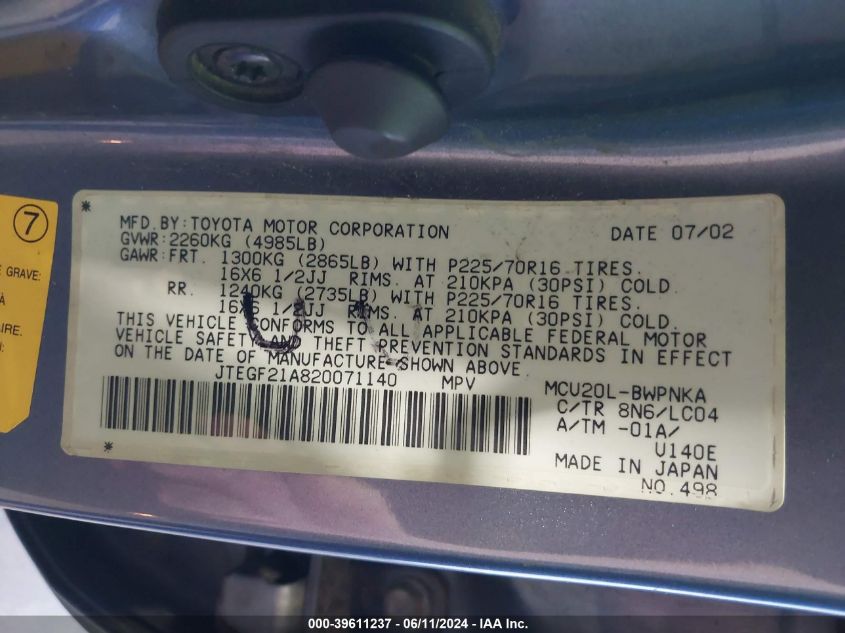 7
E GRAVE:
À
IRE.
N:
MFD.BY:TOYOTA MOTOR CORPORATION DATE 07/02
GVWR:2260KG (4985LB)
GAWR:FRT. 1300KG (2865LB) WITH P225/70R16 TIRES.
16X6 1/2JJ RIMS. AT 210KPA (30PSI) COLD.
RR. 1240KG (2735LB) WITH P225/70R16 TIRES.
16X6 1/2JJ RIMS. AT 210KPA (30PSI) COLD.
THIS VEHICLE CONFORMS TO ALL APPLICABLE FEDERAL MOTOR
VEHICLE SAFETY AND THEFT PREVENTION STANDARDS IN EFFECT
ON THE DATE OF MANUFACTURE SHOWN ABOVE.
JTEGF21A820071140 MPV MCU20L-BWPNKA
C/TR 8N6/LC04
A/TM -01A/
U140E
MADE IN JAPAN
NO.498
000-39611237 - 06/11/2024 - IAA Inc.